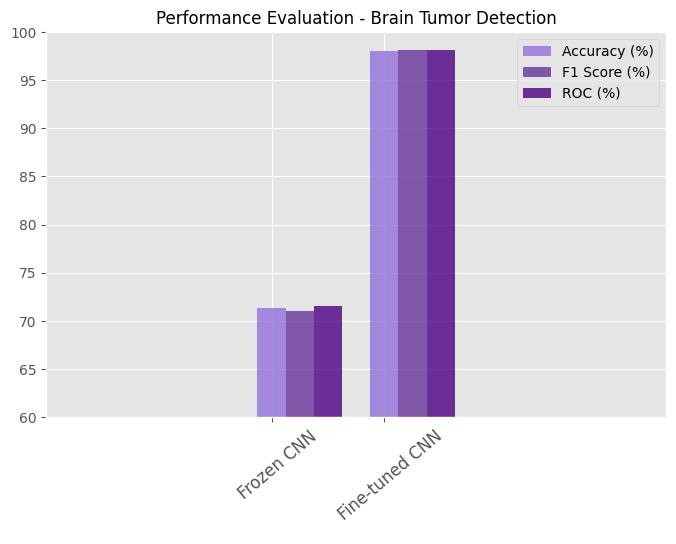 Performance Evaluation - Brain Tumor Detection
100
95
90
85
80
75
70
65
60
Accuracy (%)
F1 Score (%)
ROC (%)
Frozen CNN
Fine-tuned CNN